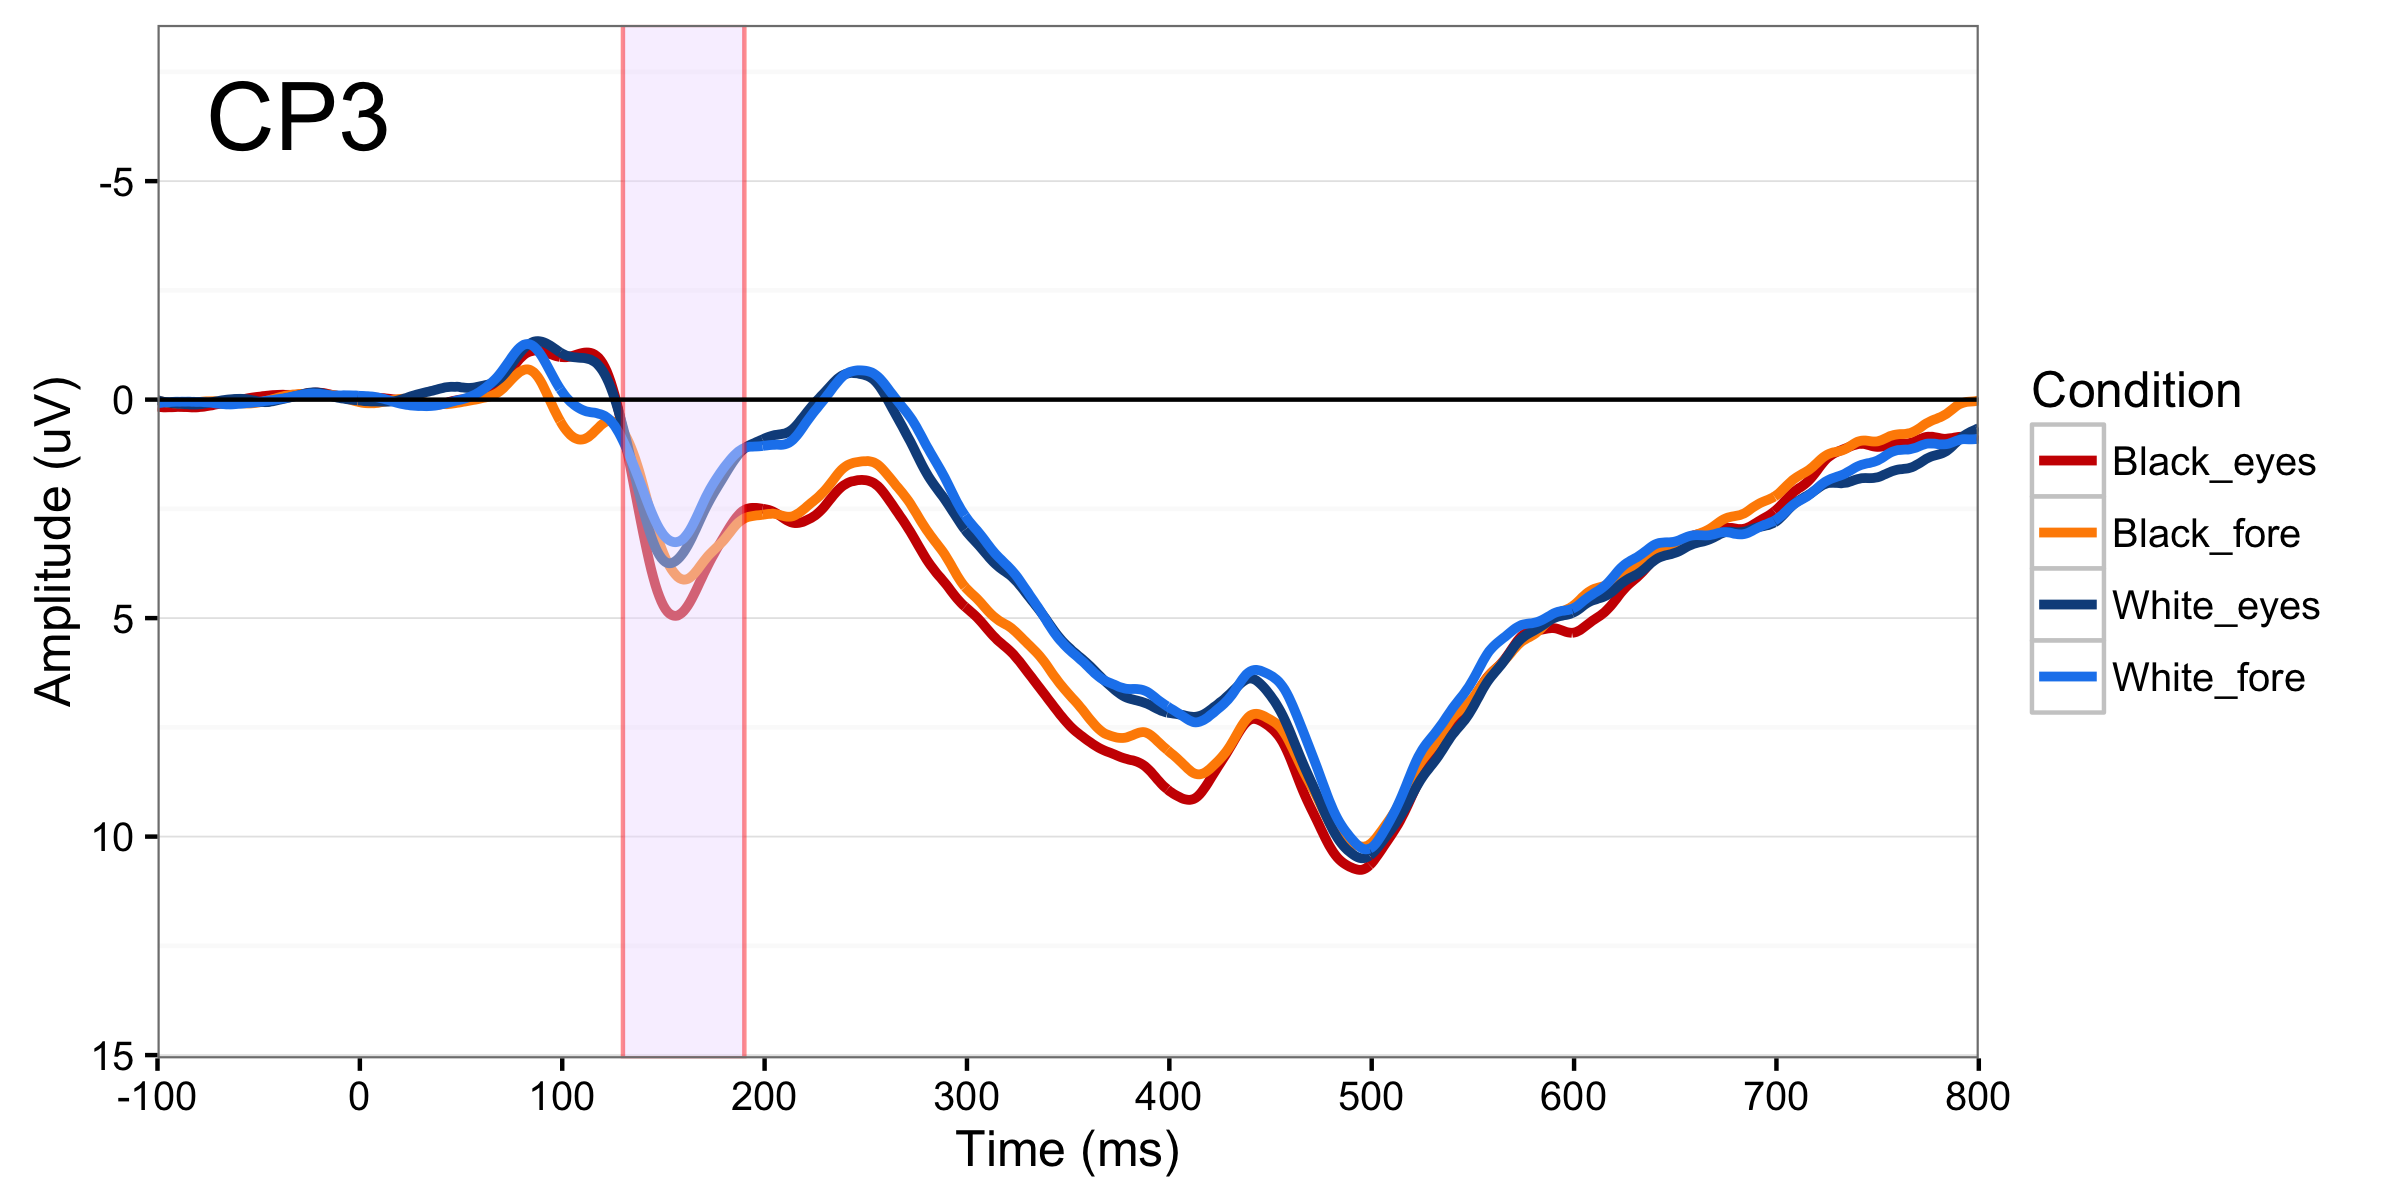 CP3
-5
0
5
10
15
Amplitude (uV)
-100 0 100 200 300 400 500 600 700 800
Time (ms)
Condition
Black_eyes
Black_fore
White_eyes
White_fore